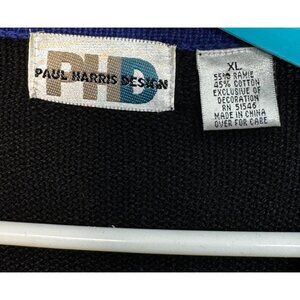 PHD
PAUL HARRIS DESIGN
XL
55% RAMIE
45% COTTON
EXCLUSIVE OF
DECORATION
RN 51546
MADE IN CHINA
OVER FOR CARE